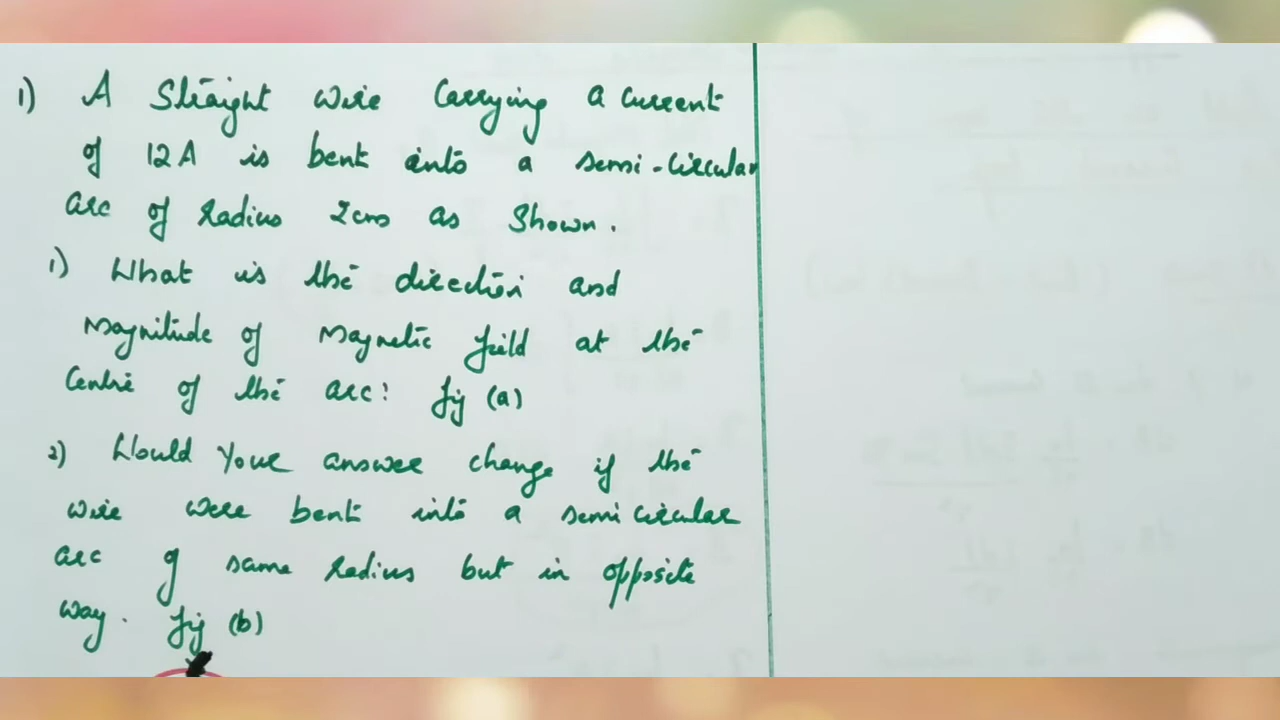 1) A Straight wire Carrying a current
of 12A is bent into a semi-circular
arc of radius 2cms as Shown.
1) What is the direction and
Magnitude of Magnetic field at the
Centre of the arc? fig (a)
2) Would Your answer change if the
wire were bent into a semi circular
arc of same radius but in opposite
way. fig (b)